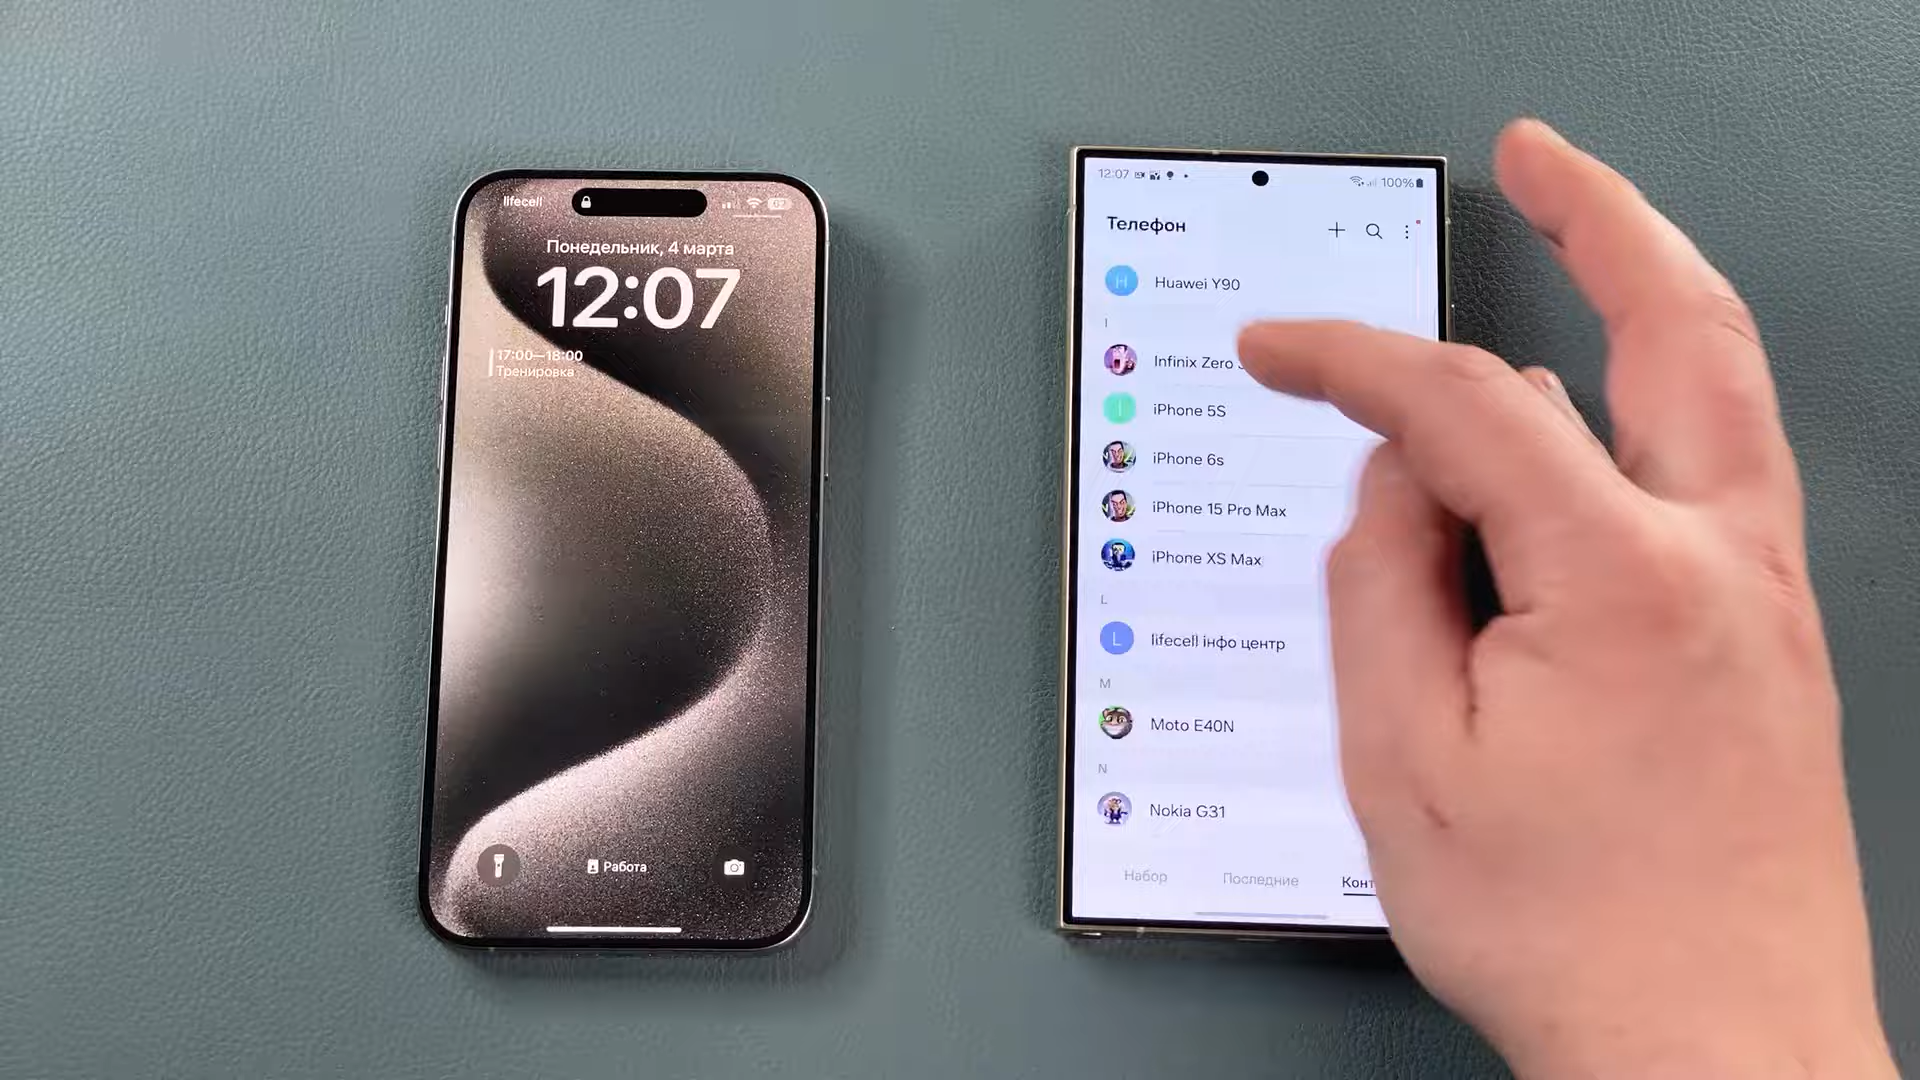 lifecell
Понедельник, 4 марта
12:07
17:00—18:00
Тренировка
Работа
12:07
100%
Телефон
H
Huawei Y90
I
Infinix Zero
I
iPhone 5S
iPhone 6s
iPhone 15 Pro Max
iPhone XS Max
L
L
lifecell інфо центр
M
Moto E40N
N
Nokia G31
Набор
Последние